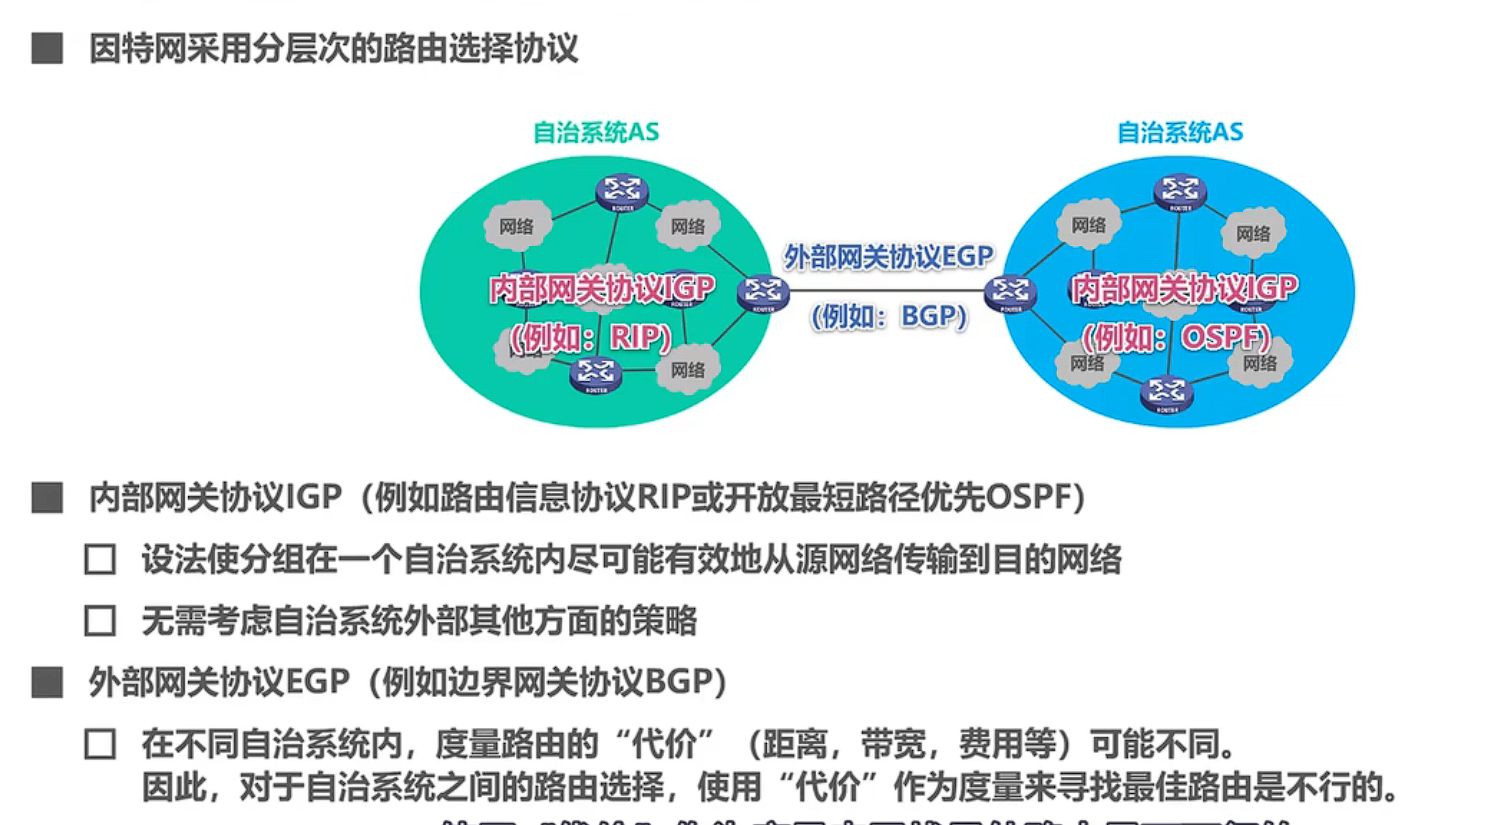 因特网采用分层次的路由选择协议
自治系统AS
自治系统AS
网络
网络
网络
网络
外部网关协议EGP
(例如：BGP)
内部网关协议IGP
(例如：RIP)
内部网关协议IGP
(例如：OSPF)
网络
网络
网络
网络
ROUTER
ROUTER
ROUTER
ROUTER
ROUTER
ROUTER
内部网关协议IGP（例如路由信息协议RIP或开放最短路径优先OSPF）
设法使分组在一个自治系统内尽可能有效地从源网络传输到目的网络
无需考虑自治系统外部其他方面的策略
外部网关协议EGP（例如边界网关协议BGP）
在不同自治系统内，度量路由的“代价”（距离，带宽，费用等）可能不同。
因此，对于自治系统之间的路由选择，使用“代价”作为度量来寻找最佳路由是不行的。